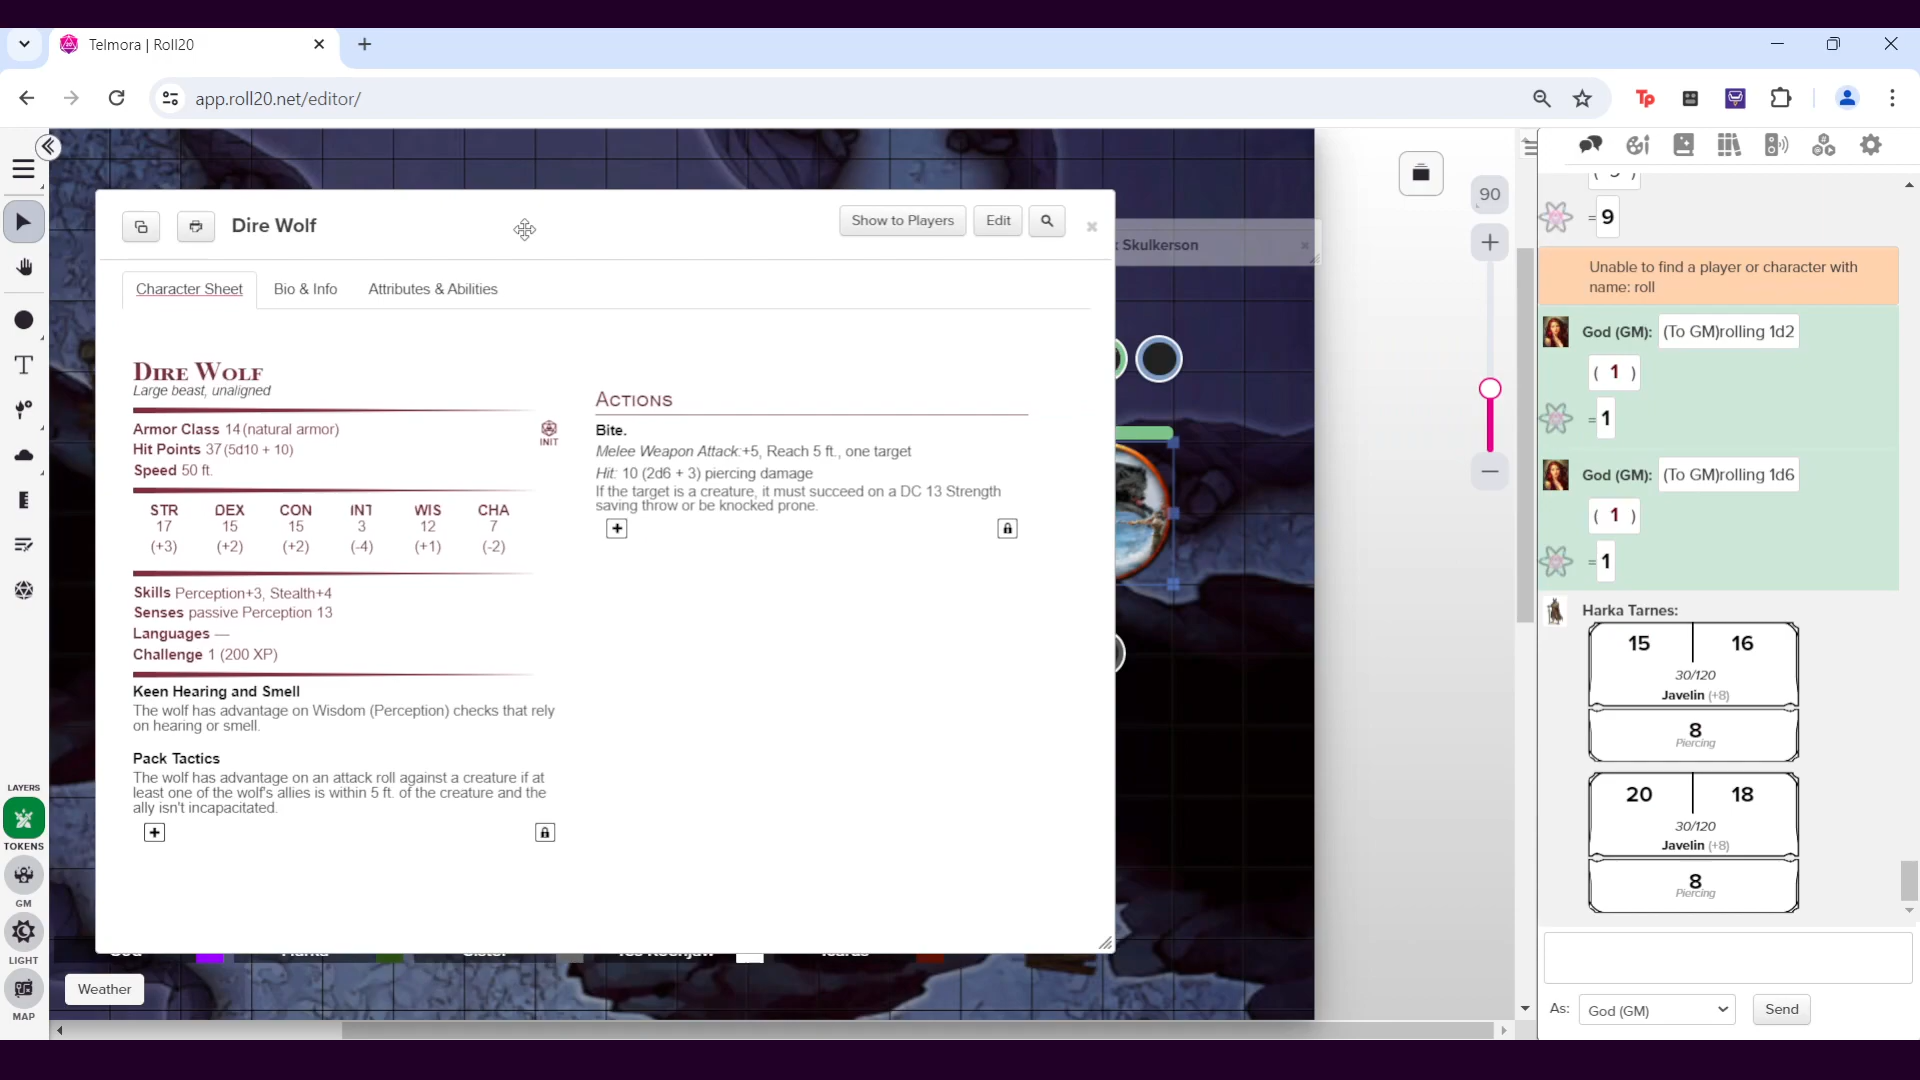 Telmora | Roll20
app.roll20.net/editor/
Dire Wolf
Show to Players
Edit
Skulkerson
Character Sheet
Bio & Info
Attributes & Abilities
DIRE WOLF
Large beast, unaligned
Armor Class 14 (natural armor)
Hit Points 37 (5d10 + 10)
Speed 50 ft.
INIT
STR DEX CON INT WIS CHA
17 15 15 3 12 7
(+3) (+2) (+2) (-4) (+1) (-2)
Skills Perception+3, Stealth+4
Senses passive Perception 13
Languages —
Challenge 1 (200 XP)
Keen Hearing and Smell
The wolf has advantage on Wisdom (Perception) checks that rely
on hearing or smell.
Pack Tactics
The wolf has advantage on an attack roll against a creature if at
least one of the wolf's allies is within 5 ft. of the creature and the
ally isn't incapacitated.
ACTIONS
Bite.
Melee Weapon Attack:+5, Reach 5 ft., one target
Hit: 10 (2d6 + 3) piercing damage
If the target is a creature, it must succeed on a DC 13 Strength
saving throw or be knocked prone.
LAYERS
TOKENS
GM
LIGHT
MAP
Weather
90
Tp
=9
Unable to find a player or character with
name: roll
God (GM): (To GM)rolling 1d2
( 1 )
=1
God (GM): (To GM)rolling 1d6
( 1 )
=1
Harka Tarnes:
15 16
30/120
Javelin (+8)
8
Piercing
20 18
30/120
Javelin (+8)
8
Piercing
As: God (GM)
Send